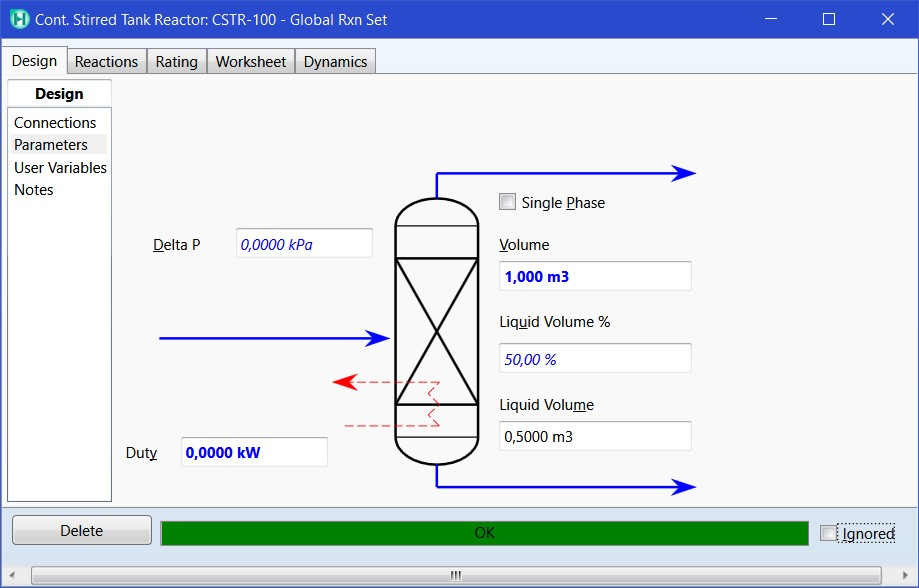 Cont. Stirred Tank Reactor: CSTR-100 - Global Rxn Set
Design Reactions Rating Worksheet Dynamics
Design
Connections
Parameters
User Variables
Notes
Delta P 0,0000 kPa
Single Phase
Volume
1,000 m3
Liquid Volume %
50,00 %
Liquid Volume
0,5000 m3
Duty 0,0000 kW
Delete OK Ignored